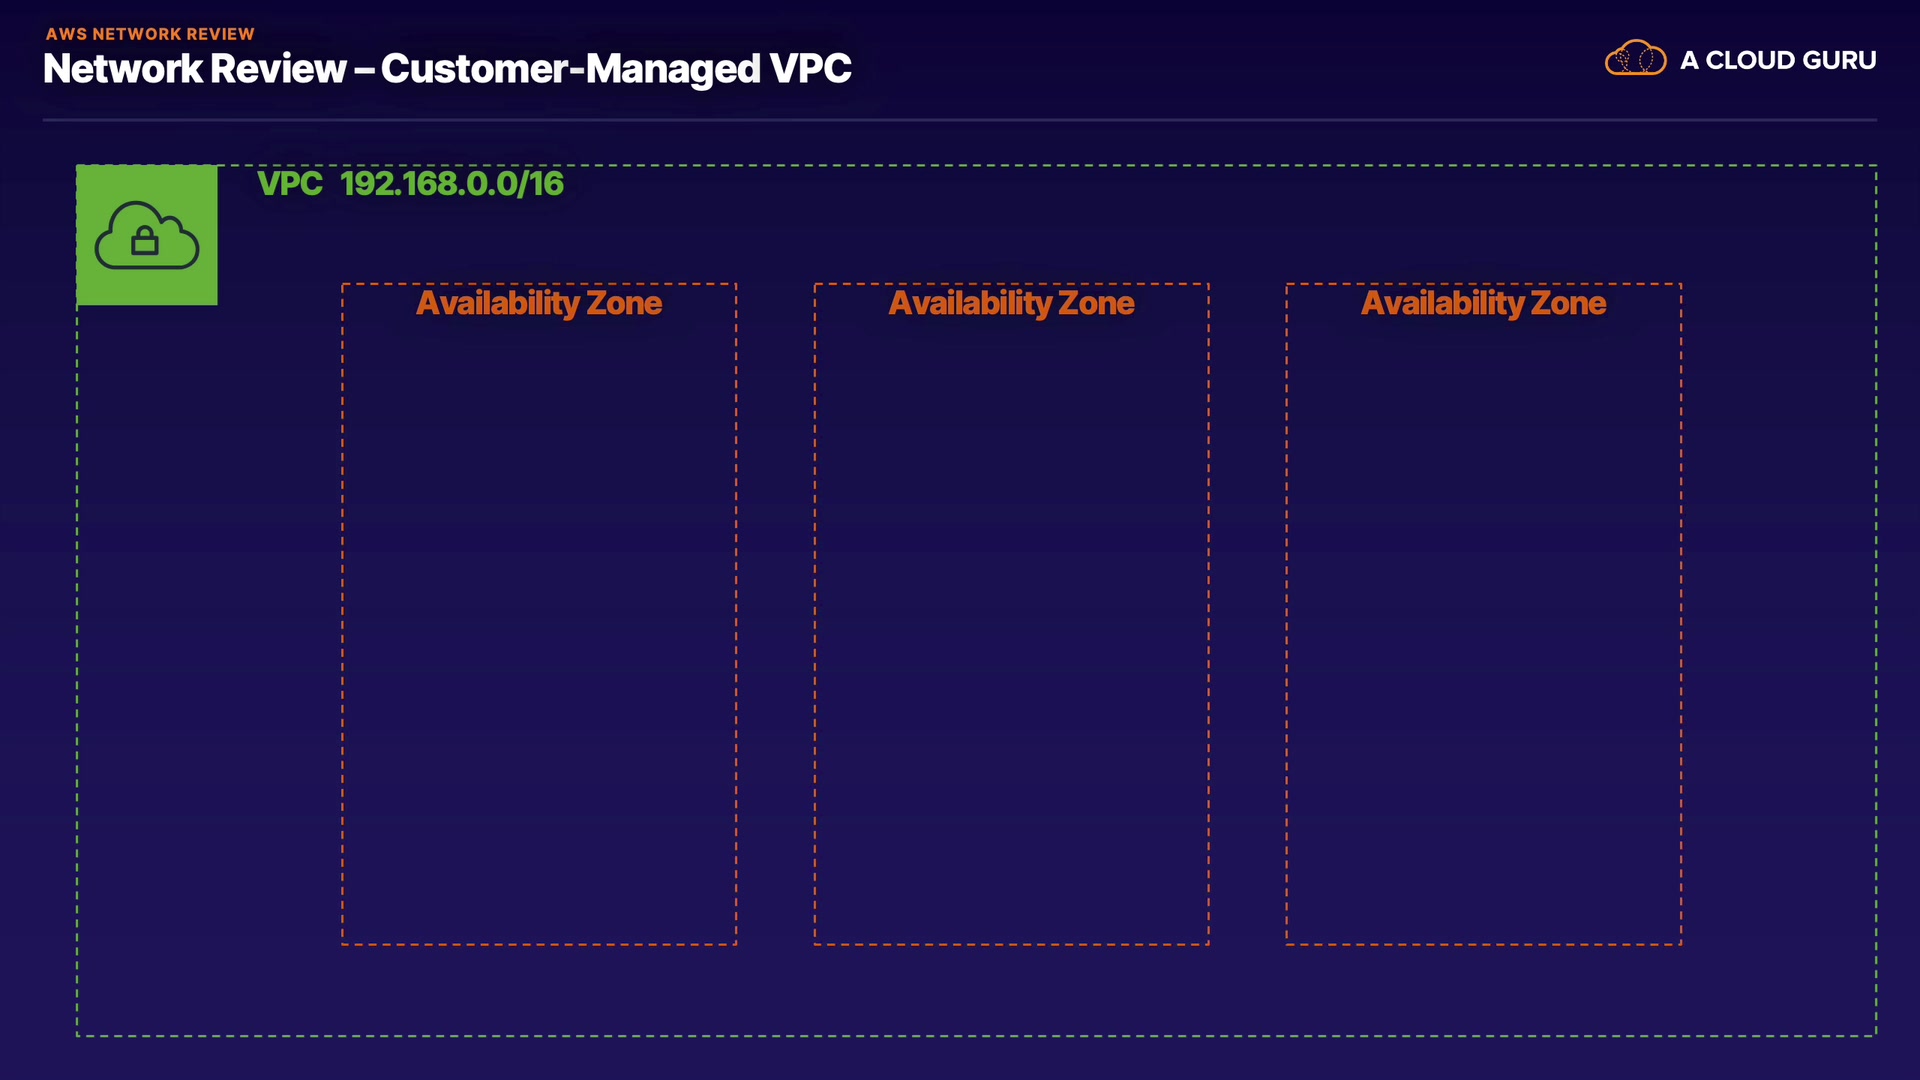 AWS NETWORK REVIEW
Network Review – Customer-Managed VPC
A CLOUD GURU
VPC 192.168.0.0/16
Availability Zone
Availability Zone
Availability Zone